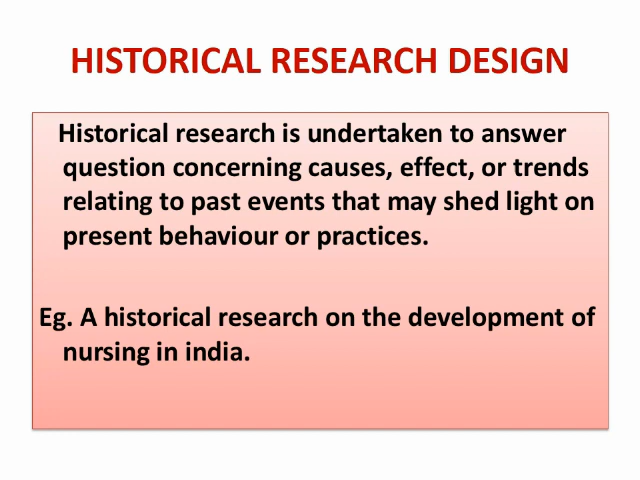 HISTORICAL RESEARCH DESIGN
Historical research is undertaken to answer
question concerning causes, effect, or trends
relating to past events that may shed light on
present behaviour or practices.
Eg. A historical research on the development of
nursing in india.